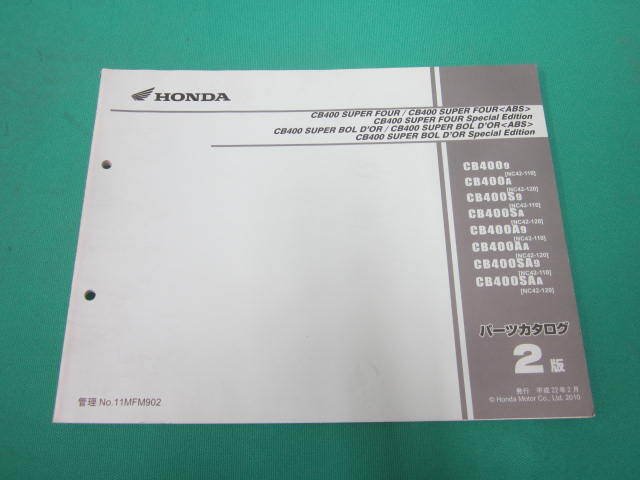 HONDA
CB400 SUPER FOUR / CB400 SUPER FOUR<ABS>
CB400 SUPER FOUR Special Edition
CB400 SUPER BOL D'OR / CB400 SUPER BOL D'OR<ABS>
CB400 SUPER BOL D'OR Special Edition
CB4009
[NC42-110]
CB400A
[NC42-120]
CB400S9
[NC42-110]
CB400SA
[NC42-120]
CB400A9
[NC42-110]
CB400AA
[NC42-120]
CB400SA9
[NC42-110]
CB400SAA
[NC42-120]
パーツカタログ
2版
発行 平成22年2月
© Honda Motor Co., Ltd. 2010
管理 No.11MFM902